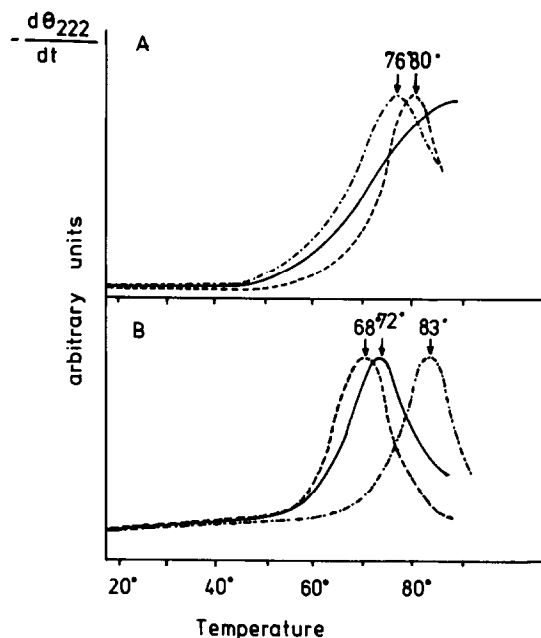 - dθ222
dt
A
76° 80°
arbitrary units
B
68° 72° 83°
20° 40° 60° 80°
Temperature